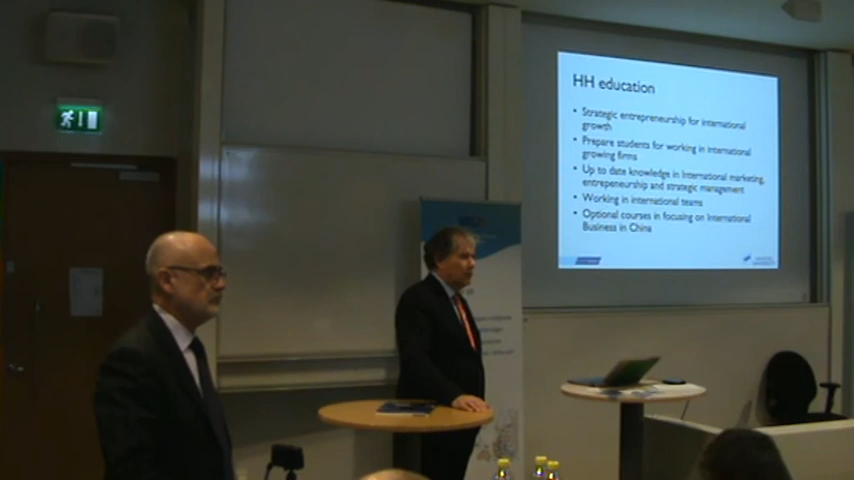 HH education
• Strategic entrepreneurship for international
growth
• Prepare students for working in international
growing firms
• Up to date knowledge in International marketing,
entrepeneurship and strategic management
• Working in international teams
• Optional courses in focusing on International
Business in China